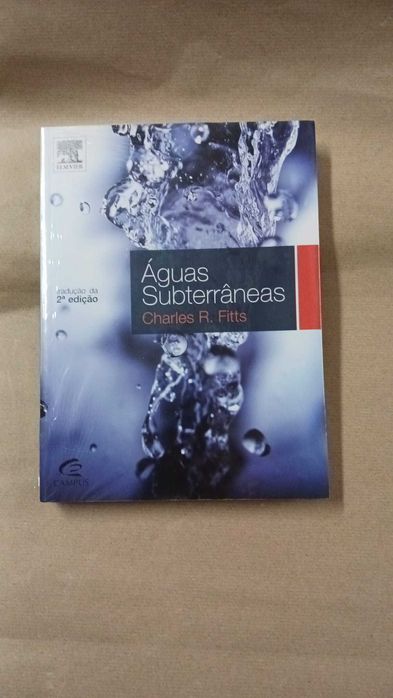 ELSEVIER
Águas
Subterrâneas
Charles R. Fitts
tradução da
2ª edição
CAMPUS